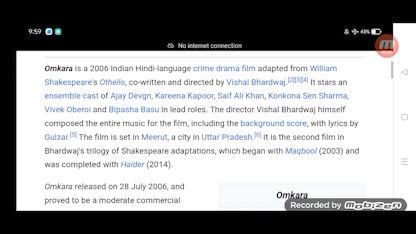 9:59
43%
No internet connection
Omkara is a 2006 Indian Hindi-language crime drama film adapted from William
Shakespeare's Othello, co-written and directed by Vishal Bhardwaj.[2][3][4] It stars an
ensemble cast of Ajay Devgn, Kareena Kapoor, Saif Ali Khan, Konkona Sen Sharma,
Vivek Oberoi and Bipasha Basu in lead roles. The director Vishal Bhardwaj himself
composed the entire music for the film, including the background score, with lyrics by
Gulzar.[5] The film is set in Meerut, a city in Uttar Pradesh.[6] It is the second film in
Bhardwaj's trilogy of Shakespeare adaptations, which began with Maqbool (2003) and
was completed with Haider (2014).
Omkara released on 28 July 2006, and
proved to be a moderate commercial
Omkara
Recorded by mobizen